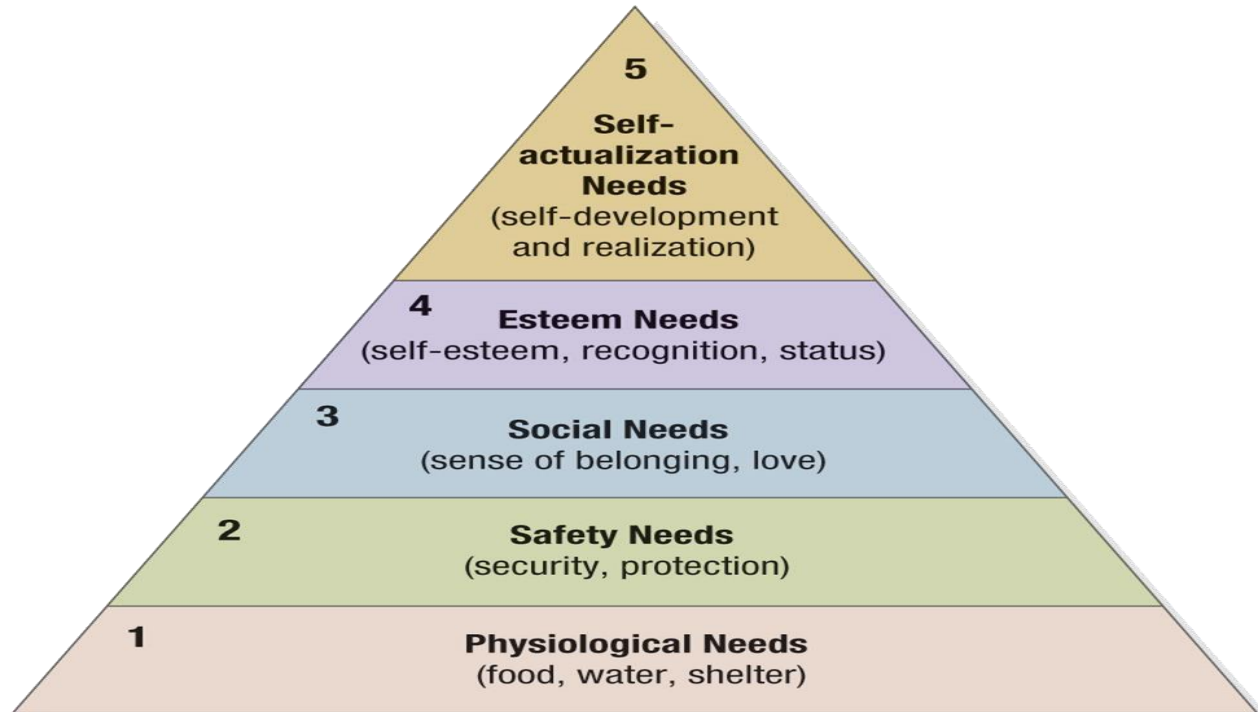 5
Self-
actualization
Needs
(self-development
and realization)
4
Esteem Needs
(self-esteem, recognition, status)
3
Social Needs
(sense of belonging, love)
2
Safety Needs
(security, protection)
1
Physiological Needs
(food, water, shelter)